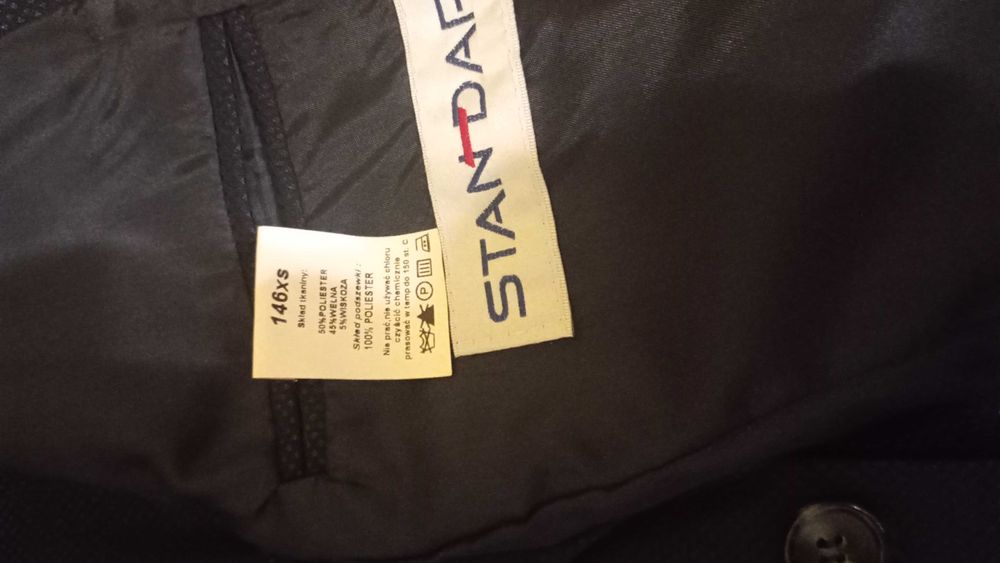 STANDAR
146xs
Skład tkaniny:
50%POLIESTER
45%WEŁNA
5%WISKOZA
Skład podszewki:
100% POLIESTER
Nie prać,nie używać chloru
czyścić chemicznie
prasować w temp do 150 st. C
P